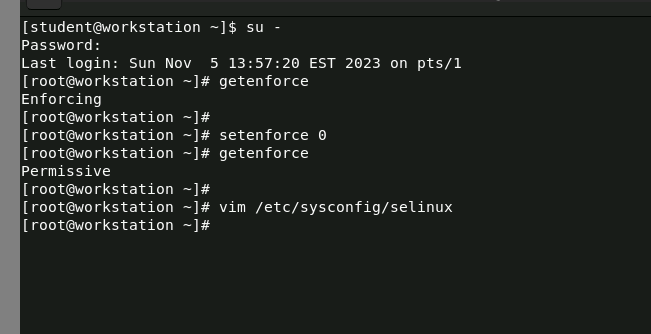 [student@workstation ~]$ su -
Password:
Last login: Sun Nov  5 13:57:20 EST 2023 on pts/1
[root@workstation ~]# getenforce
Enforcing
[root@workstation ~]#
[root@workstation ~]# setenforce 0
[root@workstation ~]# getenforce
Permissive
[root@workstation ~]#
[root@workstation ~]# vim /etc/sysconfig/selinux
[root@workstation ~]#